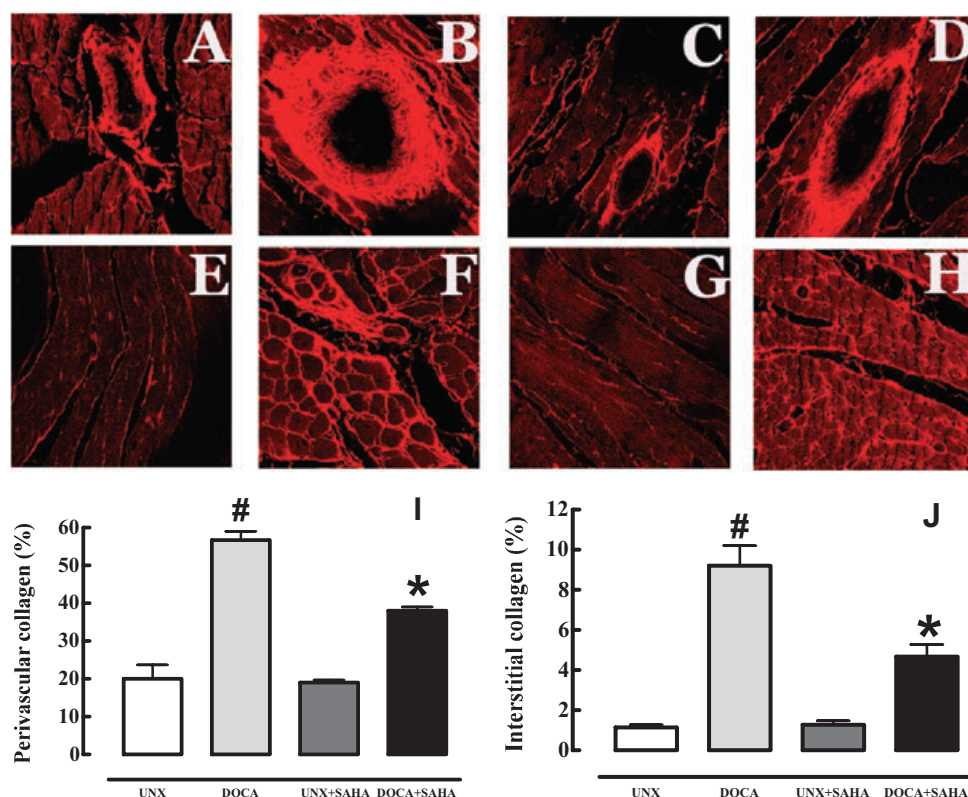 A B C D
E F G H
I
Perivascular collagen (%)
60
50
40
30
20
10
0
#
*
UNX DOCA UNX+SAHA DOCA+SAHA
J
Interstitial collagen (%)
12
10
8
6
4
2
0
#
*
UNX DOCA UNX+SAHA DOCA+SAHA